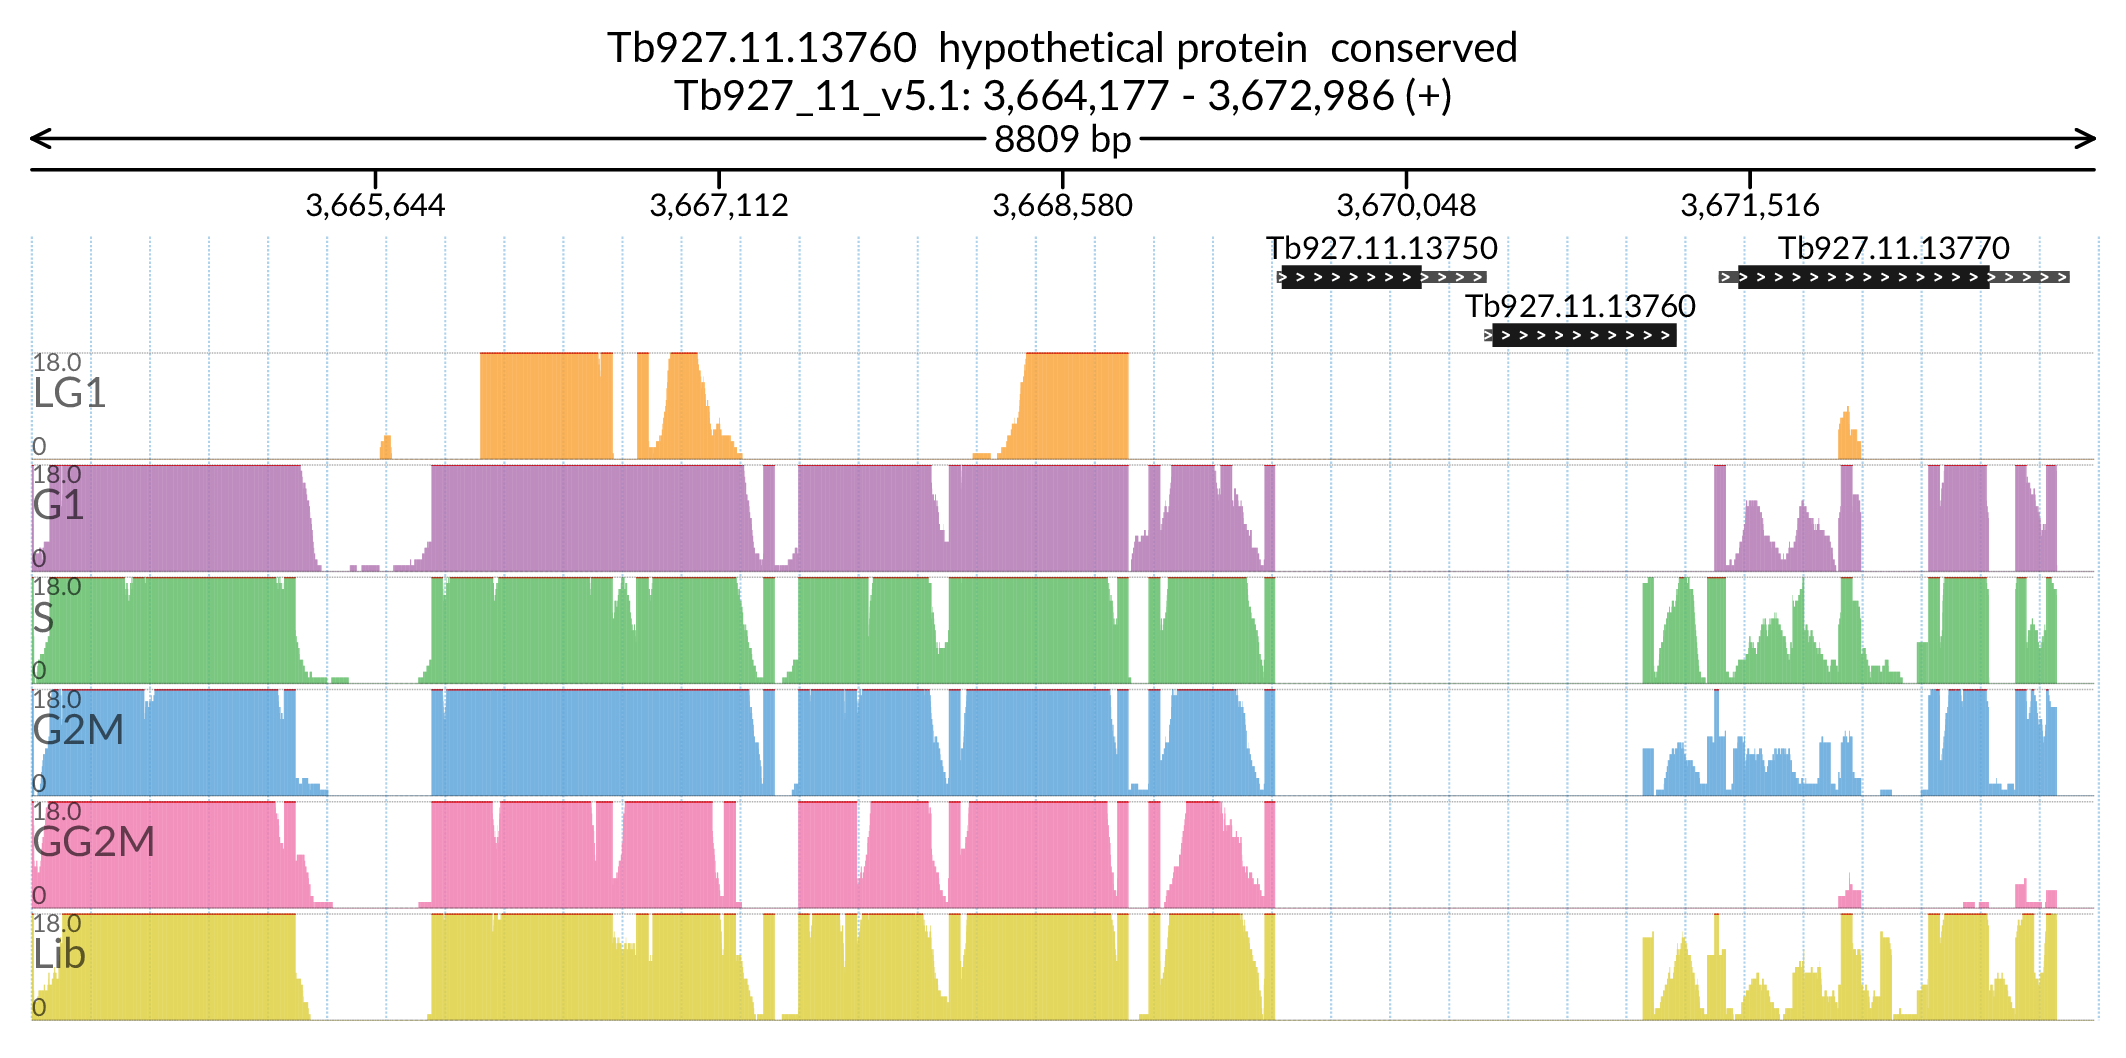 Tb927.11.13760 hypothetical protein conserved
Tb927_11_v5.1: 3,664,177 - 3,672,986 (+)
8809 bp
3,665,644 3,667,112 3,668,580 3,670,048 3,671,516
Tb927.11.13750 Tb927.11.13770
Tb927.11.13760
18.0
LG1
0
18.0
G1
0
18.0
S
0
18.0
G2M
0
18.0
GG2M
0
18.0
Lib
0